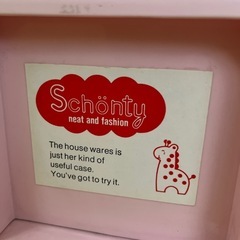 Schönty
neat and fashion
The house wares is
just her kind of
useful case.
You've got to try it.